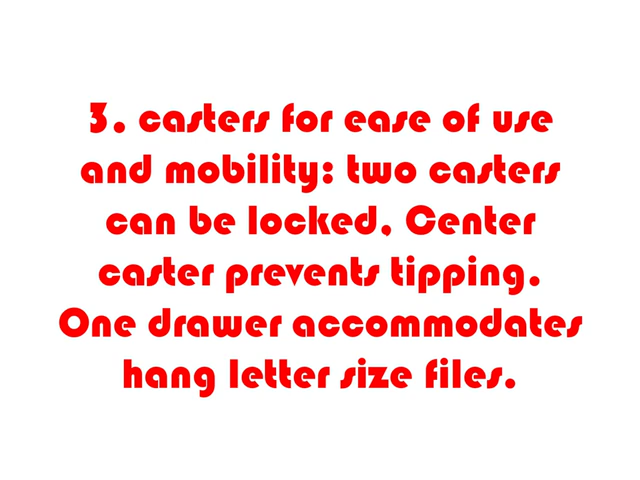 3. casters for ease of use
and mobility: two casters
can be locked, Center
caster prevents tipping.
One drawer accommodates
hang letter size files.